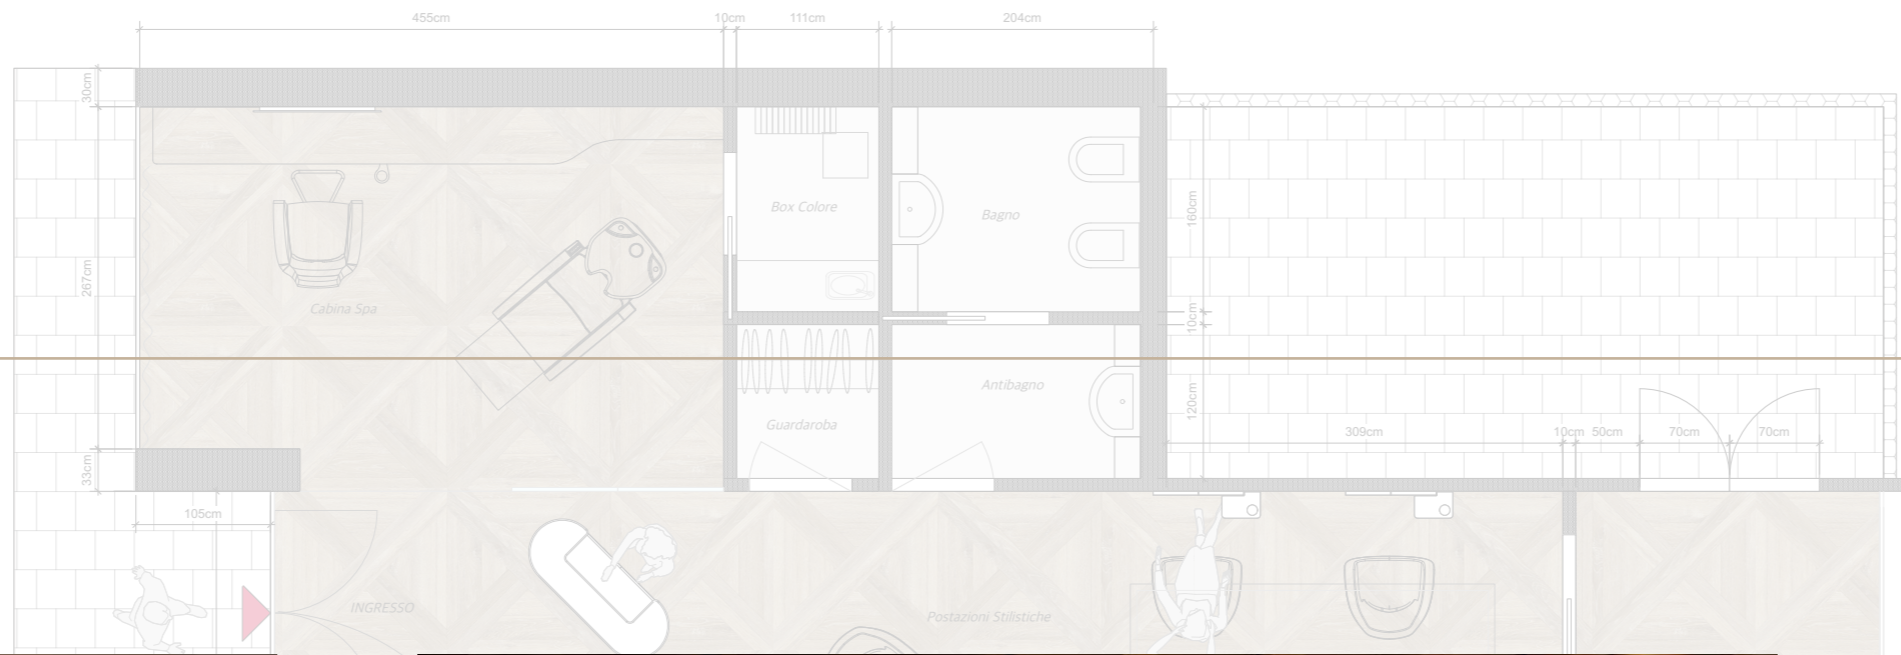 455cm
10cm
111cm
204cm
30cm
267cm
33cm
105cm
Cabina Spa
Box Colore
Bagno
Guardaroba
Antibagno
160cm
10cm
120cm
309cm
10cm
50cm
70cm
70cm
INGRESSO
Postazioni Stilistiche